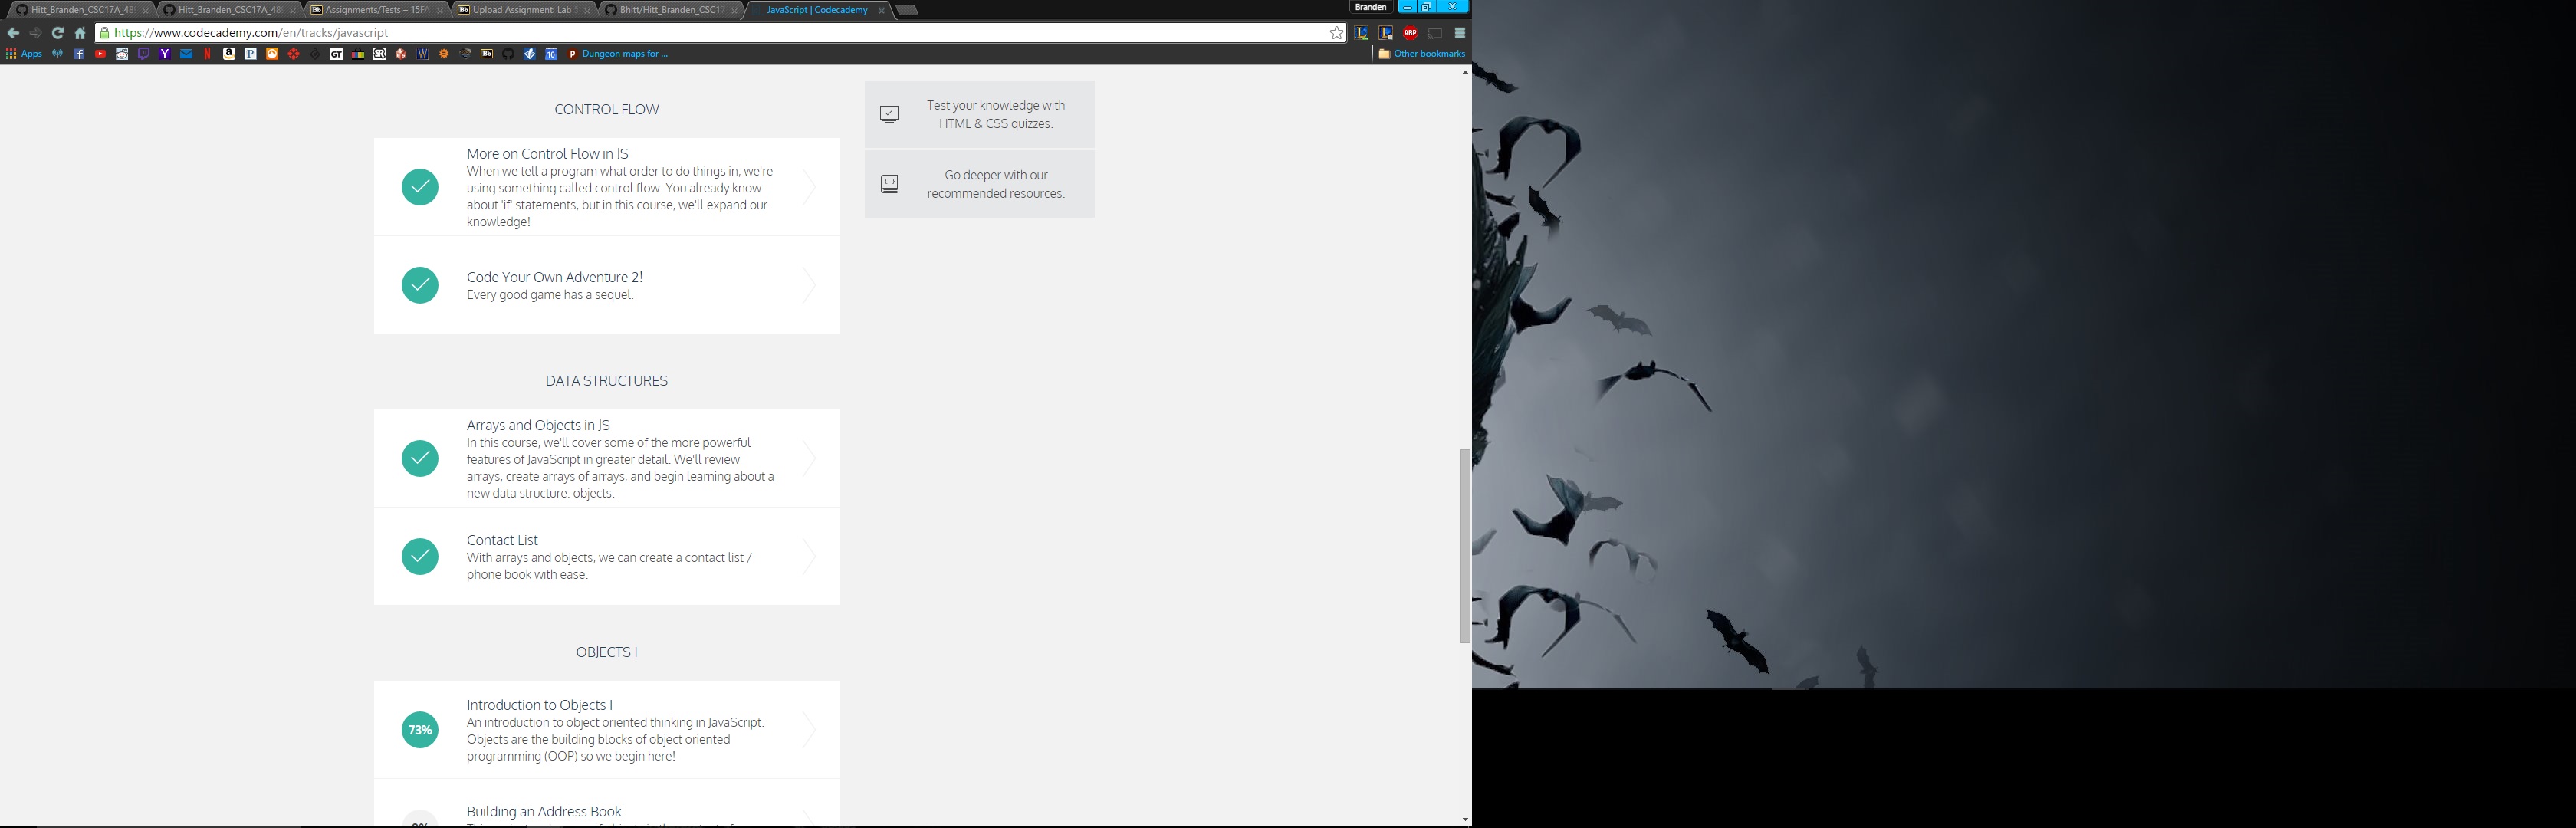 Hitt_Branden_CSC17A_48
Hitt_Branden_CSC17A_48
Assignments/Tests – 15FA
Upload Assignment: Lab
Bhitt/Hitt_Branden_CSC17
JavaScript | Codecademy
Branden
https://www.codecademy.com/en/tracks/javascript
Apps
Dungeon maps for ...
Other bookmarks
CONTROL FLOW
More on Control Flow in JS
When we tell a program what order to do things in, we're
using something called control flow. You already know
about 'if' statements, but in this course, we'll expand our
knowledge!
Code Your Own Adventure 2!
Every good game has a sequel.
Test your knowledge with
HTML & CSS quizzes.
Go deeper with our
recommended resources.
DATA STRUCTURES
Arrays and Objects in JS
In this course, we'll cover some of the more powerful
features of JavaScript in greater detail. We'll review
arrays, create arrays of arrays, and begin learning about a
new data structure: objects.
Contact List
With arrays and objects, we can create a contact list /
phone book with ease.
OBJECTS I
73%
Introduction to Objects I
An introduction to object oriented thinking in JavaScript.
Objects are the building blocks of object oriented
programming (OOP) so we begin here!
Building an Address Book